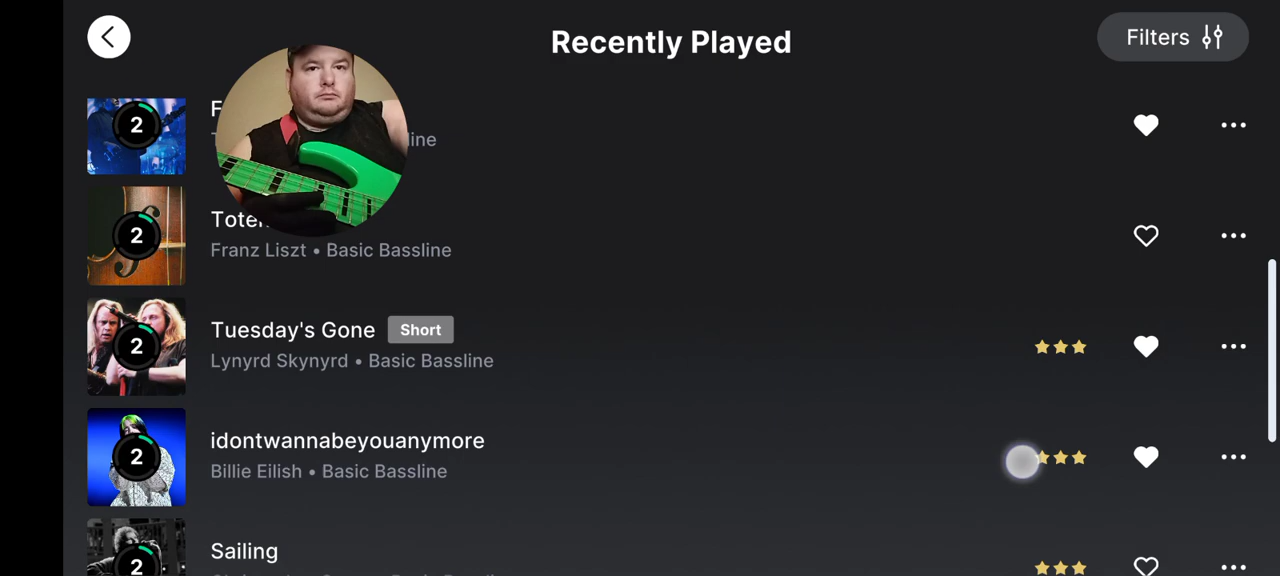 Recently Played
Filters
2
2
Franz Liszt • Basic Bassline
2
Tuesday's Gone Short
Lynyrd Skynyrd • Basic Bassline
2
idontwannabeyouanymore
Billie Eilish • Basic Bassline
2
Sailing